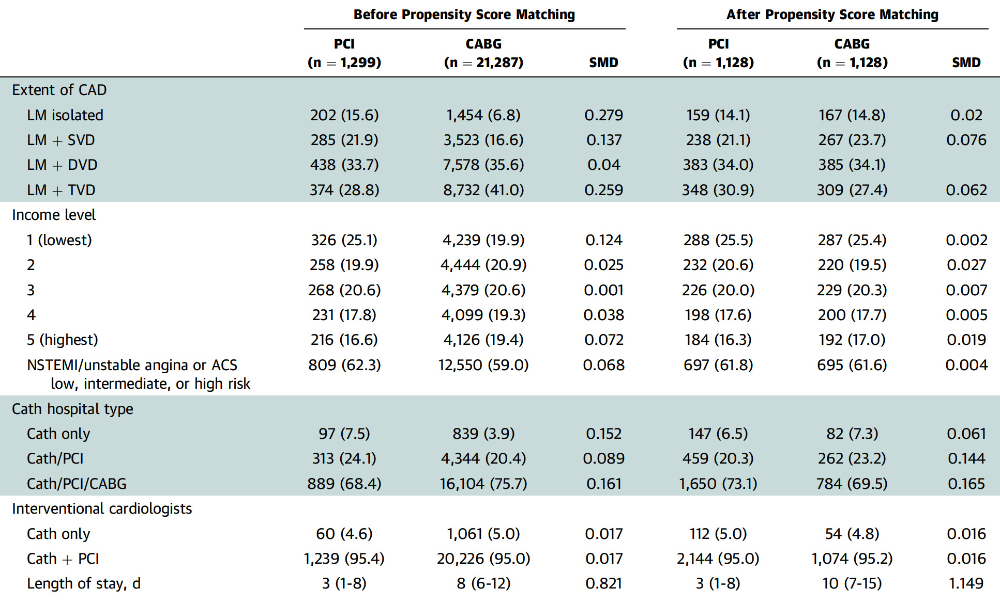 Before Propensity Score Matching After Propensity Score Matching
PCI CABG PCI CABG
(n = 1,299) (n = 21,287) SMD (n = 1,128) (n = 1,128) SMD
Extent of CAD
LM isolated 202 (15.6) 1,454 (6.8) 0.279 159 (14.1) 167 (14.8) 0.02
LM + SVD 285 (21.9) 3,523 (16.6) 0.137 238 (21.1) 267 (23.7) 0.076
LM + DVD 438 (33.7) 7,578 (35.6) 0.04 383 (34.0) 385 (34.1)
LM + TVD 374 (28.8) 8,732 (41.0) 0.259 348 (30.9) 309 (27.4) 0.062
Income level
1 (lowest) 326 (25.1) 4,239 (19.9) 0.124 288 (25.5) 287 (25.4) 0.002
2 258 (19.9) 4,444 (20.9) 0.025 232 (20.6) 220 (19.5) 0.027
3 268 (20.6) 4,379 (20.6) 0.001 226 (20.0) 229 (20.3) 0.007
4 231 (17.8) 4,099 (19.3) 0.038 198 (17.6) 200 (17.7) 0.005
5 (highest) 216 (16.6) 4,126 (19.4) 0.072 184 (16.3) 192 (17.0) 0.019
NSTEMI/unstable angina or ACS 809 (62.3) 12,550 (59.0) 0.068 697 (61.8) 695 (61.6) 0.004
low, intermediate, or high risk
Cath hospital type
Cath only 97 (7.5) 839 (3.9) 0.152 147 (6.5) 82 (7.3) 0.061
Cath/PCI 313 (24.1) 4,344 (20.4) 0.089 459 (20.3) 262 (23.2) 0.144
Cath/PCI/CABG 889 (68.4) 16,104 (75.7) 0.161 1,650 (73.1) 784 (69.5) 0.165
Interventional cardiologists
Cath only 60 (4.6) 1,061 (5.0) 0.017 112 (5.0) 54 (4.8) 0.016
Cath + PCI 1,239 (95.4) 20,226 (95.0) 0.017 2,144 (95.0) 1,074 (95.2) 0.016
Length of stay, d 3 (1-8) 8 (6-12) 0.821 3 (1-8) 10 (7-15) 1.149